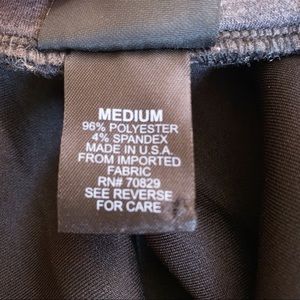 MEDIUM
96% POLYESTER
4% SPANDEX
MADE IN U.S.A.
FROM IMPORTED
FABRIC
RN# 70829
SEE REVERSE
FOR CARE